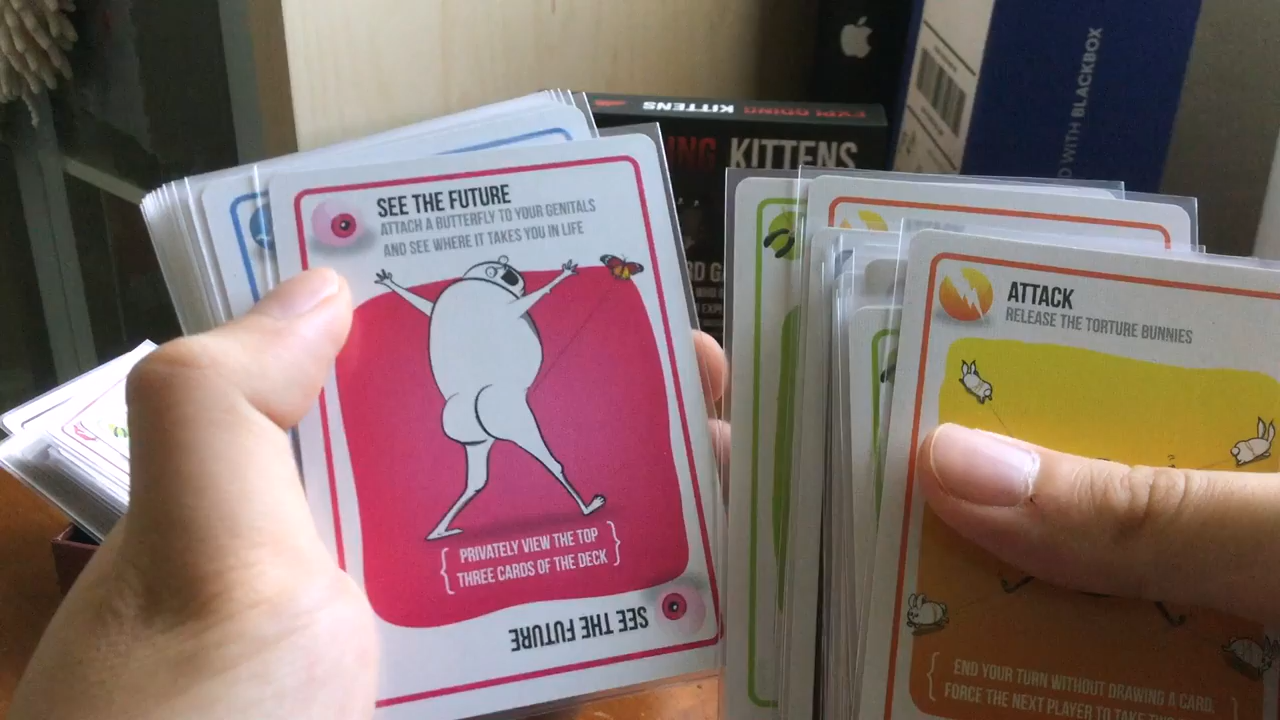 EXPLODING KITTENS
KITTENS
D WITH BLACKBOX
SEE THE FUTURE
ATTACH A BUTTERFLY TO YOUR GENITALS
AND SEE WHERE IT TAKES YOU IN LIFE
PRIVATELY VIEW THE TOP
THREE CARDS OF THE DECK
SEE THE FUTURE
ATTACK
RELEASE THE TORTURE BUNNIES
END YOUR TURN WITHOUT DRAWING A CARD.
FORCE THE NEXT PLAYER TO TAKE